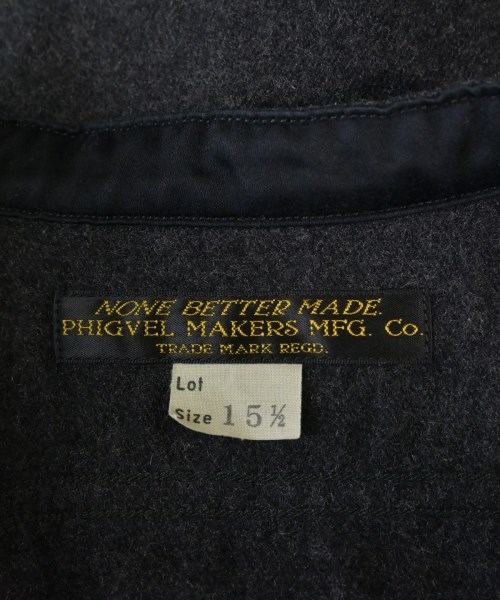 NONE BETTER MADE.
PHIGVEL MAKERS MFG. Co.
TRADE MARK REGD.
Lot
Size 15½